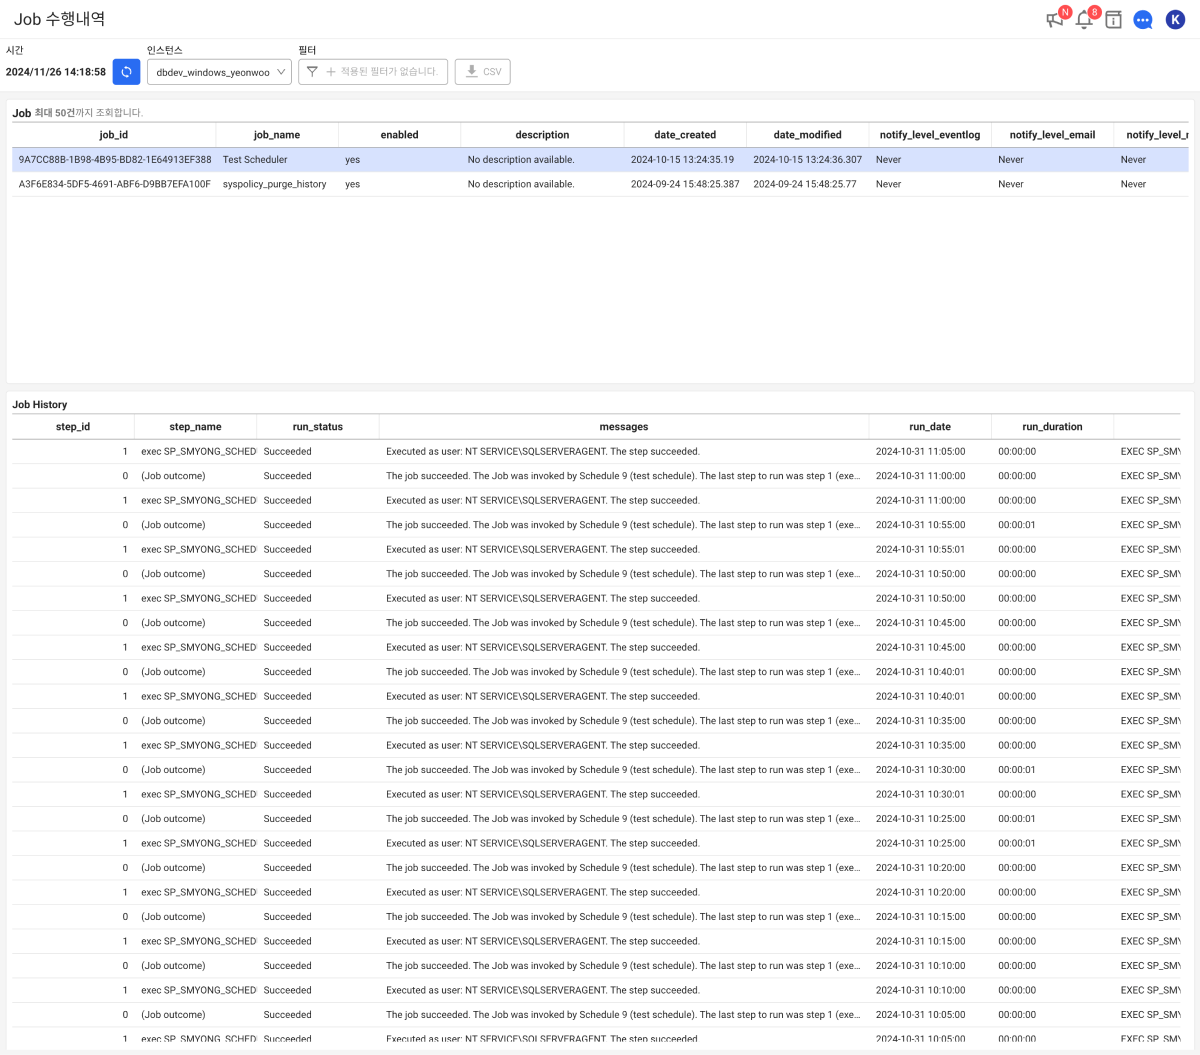 Job 수행내역
N
8
K
시간
인스턴스
필터
2024/11/26 14:18:58
dbdev_windows_yeonwoo
적용된 필터가 없습니다.
CSV
Job 최대 50건까지 조회합니다.
job_id job_name enabled description date_created date_modified notify_level_eventlog notify_level_email notify_level_
9A7CC88B-1B98-4B95-BD82-1E64913EF388 Test Scheduler yes No description available. 2024-10-15 13:24:35.19 2024-10-15 13:24:36.307 Never Never Never
A3F6E834-5DF5-4691-ABF6-D9BB7EFA100F syspolicy_purge_history yes No description available. 2024-09-24 15:48:25.387 2024-09-24 15:48:25.77 Never Never Never
Job History
step_id step_name run_status messages run_date run_duration
1 exec SP_SMYONG_SCHED Succeeded Executed as user: NT SERVICE\SQLSERVERAGENT. The step succeeded. 2024-10-31 11:05:00 00:00:00 EXEC SP_SMY
0 (Job outcome) Succeeded The job succeeded. The Job was invoked by Schedule 9 (test schedule). The last step to run was step 1 (exe... 2024-10-31 11:00:00 00:00:00 EXEC SP_SMY
1 exec SP_SMYONG_SCHED Succeeded Executed as user: NT SERVICE\SQLSERVERAGENT. The step succeeded. 2024-10-31 11:00:00 00:00:00 EXEC SP_SMY
0 (Job outcome) Succeeded The job succeeded. The Job was invoked by Schedule 9 (test schedule). The last step to run was step 1 (exe... 2024-10-31 10:55:00 00:00:01 EXEC SP_SMY
1 exec SP_SMYONG_SCHED Succeeded Executed as user: NT SERVICE\SQLSERVERAGENT. The step succeeded. 2024-10-31 10:55:01 00:00:00 EXEC SP_SMY
0 (Job outcome) Succeeded The job succeeded. The Job was invoked by Schedule 9 (test schedule). The last step to run was step 1 (exe... 2024-10-31 10:50:00 00:00:00 EXEC SP_SMY
1 exec SP_SMYONG_SCHED Succeeded Executed as user: NT SERVICE\SQLSERVERAGENT. The step succeeded. 2024-10-31 10:50:00 00:00:00 EXEC SP_SMY
0 (Job outcome) Succeeded The job succeeded. The Job was invoked by Schedule 9 (test schedule). The last step to run was step 1 (exe... 2024-10-31 10:45:00 00:00:00 EXEC SP_SMY
1 exec SP_SMYONG_SCHED Succeeded Executed as user: NT SERVICE\SQLSERVERAGENT. The step succeeded. 2024-10-31 10:45:00 00:00:00 EXEC SP_SMY
0 (Job outcome) Succeeded The job succeeded. The Job was invoked by Schedule 9 (test schedule). The last step to run was step 1 (exe... 2024-10-31 10:40:01 00:00:00 EXEC SP_SMY
1 exec SP_SMYONG_SCHED Succeeded Executed as user: NT SERVICE\SQLSERVERAGENT. The step succeeded. 2024-10-31 10:40:01 00:00:00 EXEC SP_SMY
0 (Job outcome) Succeeded The job succeeded. The Job was invoked by Schedule 9 (test schedule). The last step to run was step 1 (exe... 2024-10-31 10:35:00 00:00:00 EXEC SP_SMY
1 exec SP_SMYONG_SCHED Succeeded Executed as user: NT SERVICE\SQLSERVERAGENT. The step succeeded. 2024-10-31 10:35:00 00:00:00 EXEC SP_SMY
0 (Job outcome) Succeeded The job succeeded. The Job was invoked by Schedule 9 (test schedule). The last step to run was step 1 (exe... 2024-10-31 10:30:00 00:00:01 EXEC SP_SMY
1 exec SP_SMYONG_SCHED Succeeded Executed as user: NT SERVICE\SQLSERVERAGENT. The step succeeded. 2024-10-31 10:30:01 00:00:00 EXEC SP_SMY
0 (Job outcome) Succeeded The job succeeded. The Job was invoked by Schedule 9 (test schedule). The last step to run was step 1 (exe... 2024-10-31 10:25:00 00:00:01 EXEC SP_SMY
1 exec SP_SMYONG_SCHED Succeeded Executed as user: NT SERVICE\SQLSERVERAGENT. The step succeeded. 2024-10-31 10:25:00 00:00:01 EXEC SP_SMY
0 (Job outcome) Succeeded The job succeeded. The Job was invoked by Schedule 9 (test schedule). The last step to run was step 1 (exe... 2024-10-31 10:20:00 00:00:00 EXEC SP_SMY
1 exec SP_SMYONG_SCHED Succeeded Executed as user: NT SERVICE\SQLSERVERAGENT. The step succeeded. 2024-10-31 10:20:00 00:00:00 EXEC SP_SMY
0 (Job outcome) Succeeded The job succeeded. The Job was invoked by Schedule 9 (test schedule). The last step to run was step 1 (exe... 2024-10-31 10:15:00 00:00:00 EXEC SP_SMY
1 exec SP_SMYONG_SCHED Succeeded Executed as user: NT SERVICE\SQLSERVERAGENT. The step succeeded. 2024-10-31 10:15:00 00:00:00 EXEC SP_SMY
0 (Job outcome) Succeeded The job succeeded. The Job was invoked by Schedule 9 (test schedule). The last step to run was step 1 (exe... 2024-10-31 10:10:00 00:00:00 EXEC SP_SMY
1 exec SP_SMYONG_SCHED Succeeded Executed as user: NT SERVICE\SQLSERVERAGENT. The step succeeded. 2024-10-31 10:10:00 00:00:00 EXEC SP_SMY
0 (Job outcome) Succeeded The job succeeded. The Job was invoked by Schedule 9 (test schedule). The last step to run was step 1 (exe... 2024-10-31 10:05:00 00:00:00 EXEC SP_SMY
1 exec SP_SMYONG_SCHED Succeeded Executed as user: NT SERVICE\SQLSERVERAGENT. The step succeeded. 2024-10-31 10:05:00 00:00:00 EXEC SP_SMY